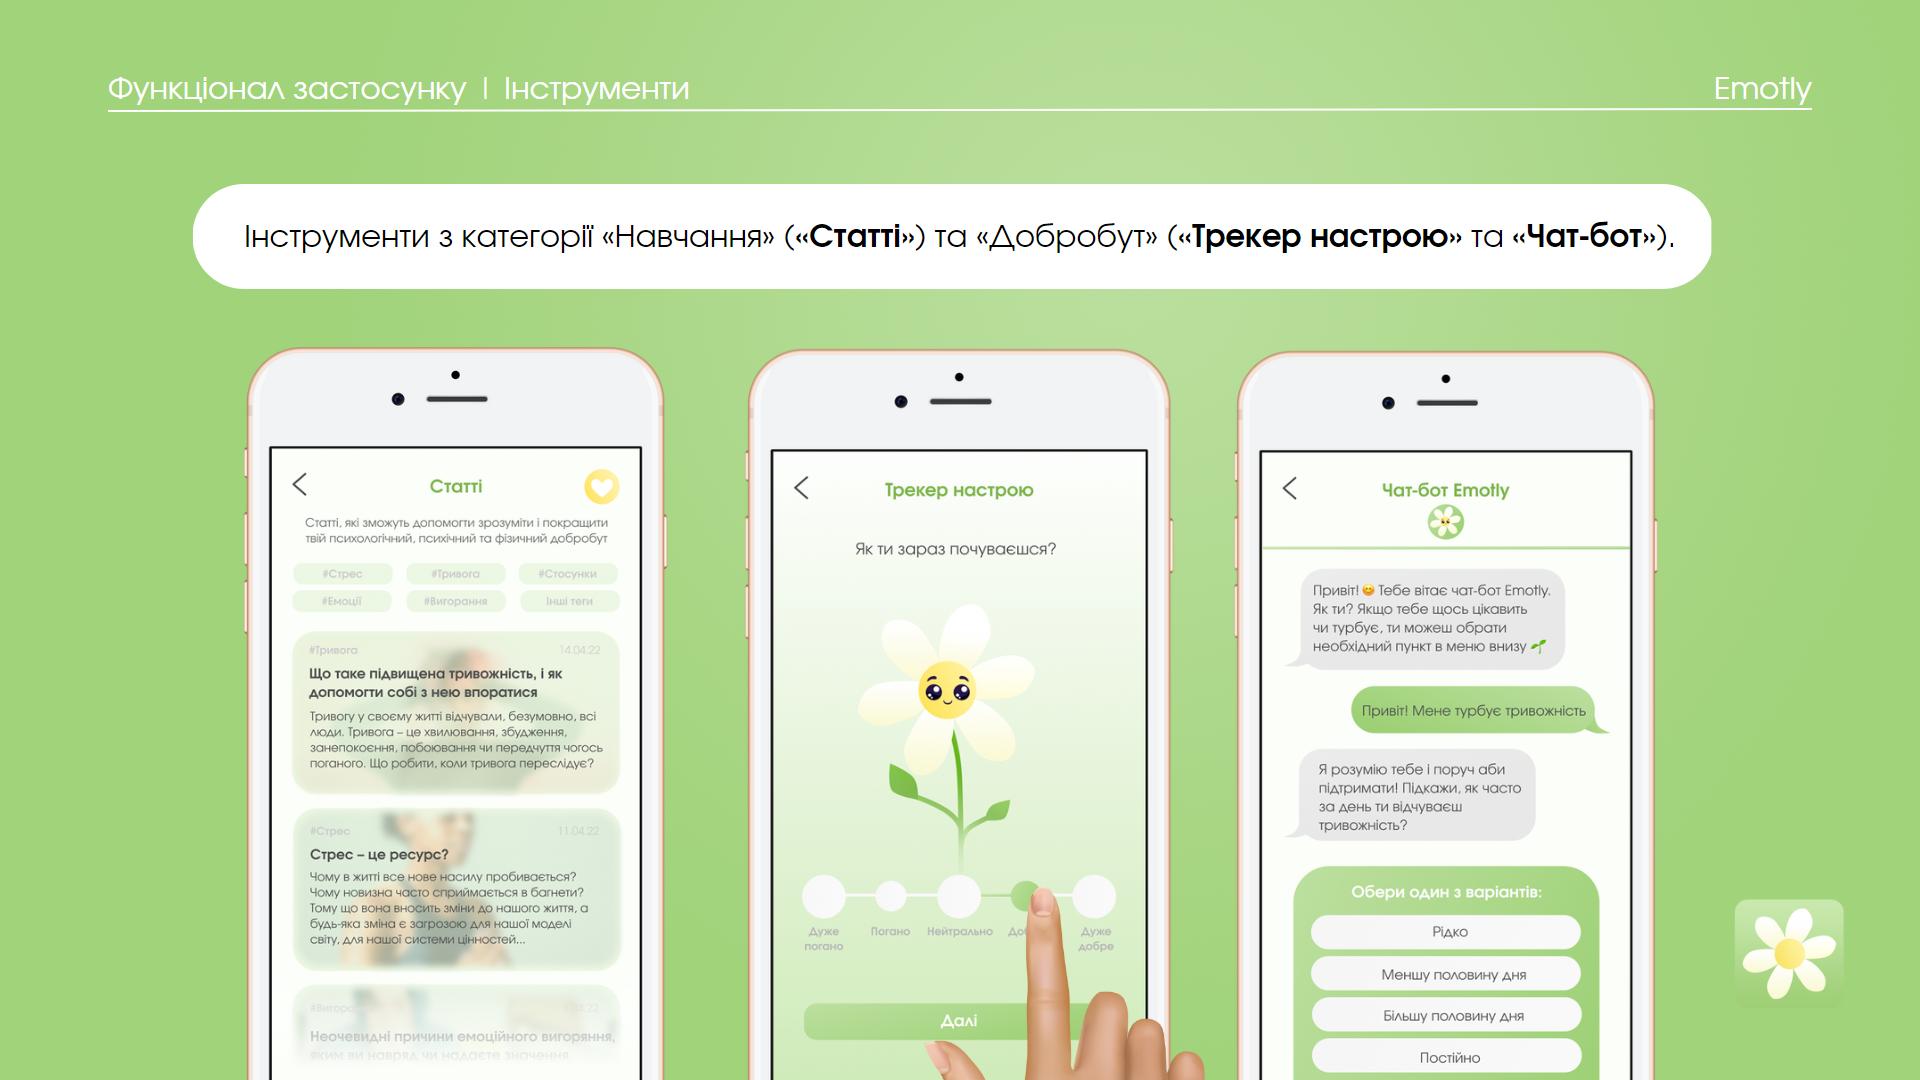 Функціонал застосунку | Інструменти
Emotly
Інструменти з категорії «Навчання» («Статті») та «Добробут» («Трекер настрою» та «Чат-бот»).
Статті
Статті, які зможуть допомогти зрозуміти і покращити
твій психологічний, психічний та фізичний добробут
#Стрес #Тривога #Стосунки
#Емоції #Вигорання Інші теги
#Тривога 14.04.22
Що таке підвищена тривожність, і як
допомогти собі з нею впоратися
Тривогу у своєму житті відчували, безумовно, всі
люди. Тривога – це хвилювання, збудження,
занепокоєння, побоювання чи передчуття чогось
поганого. Що робити, коли тривога переслідує?
#Стрес 11.04.22
Стрес – це ресурс?
Чому в житті все нове насилу пробивається?
Чому новизна часто сприймається в багнети?
Тому що вона вносить зміни до нашого життя, а
будь-яка зміна є загрозою для нашої моделі
світу, для нашої системи цінностей...
Неочевидні причини емоційного вигоряння,
яким ви навряд чи надаєте значення
Трекер настрою
Як ти зараз почуваєшся?
Дуже
погано
Погано
Нейтрально
Дуже
добре
Далі
Чат-бот Emotly
Привіт! 😊 Тебе вітає чат-бот Emotly.
Як ти? Якщо тебе щось цікавить
чи турбує, ти можеш обрати
необхідний пункт в меню внизу 🌱
Привіт! Мене турбує тривожність
Я розумію тебе і поруч аби
підтримати! Підкажи, як часто
за день ти відчуваєш
тривожність?
Обери один з варіантів:
Рідко
Меншу половину дня
Більшу половину дня
Постійно